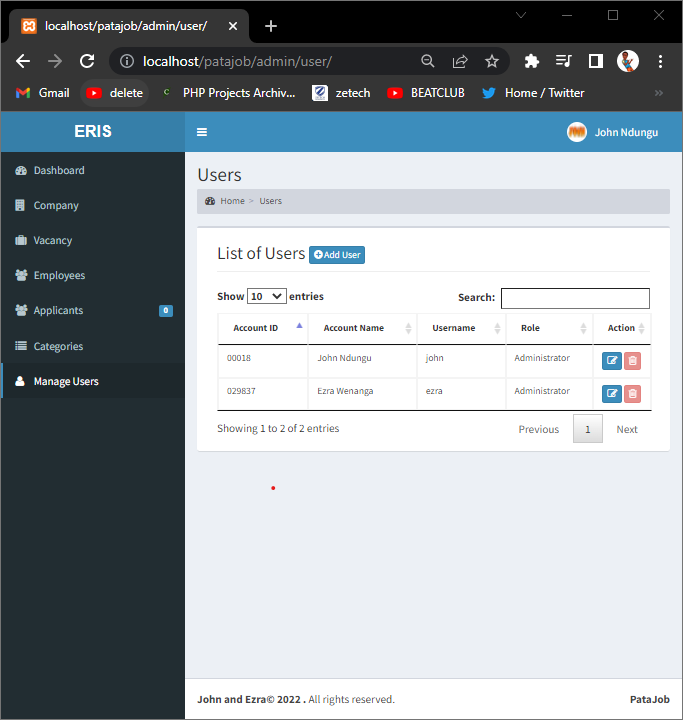 localhost/patajob/admin/user/
localhost/patajob/admin/user/
Gmail delete C PHP Projects Archiv... zetech BEATCLUB Home / Twitter »
ERIS John Ndungu
Dashboard
Company
Vacancy
Employees
Applicants 0
Categories
Manage Users
Users
Home > Users
List of Users Add User
Show 10 entries Search:
Account ID Account Name Username Role Action
00018 John Ndungu john Administrator
029837 Ezra Wenanga ezra Administrator
Showing 1 to 2 of 2 entries Previous 1 Next
John and Ezra© 2022 . All rights reserved. PataJob